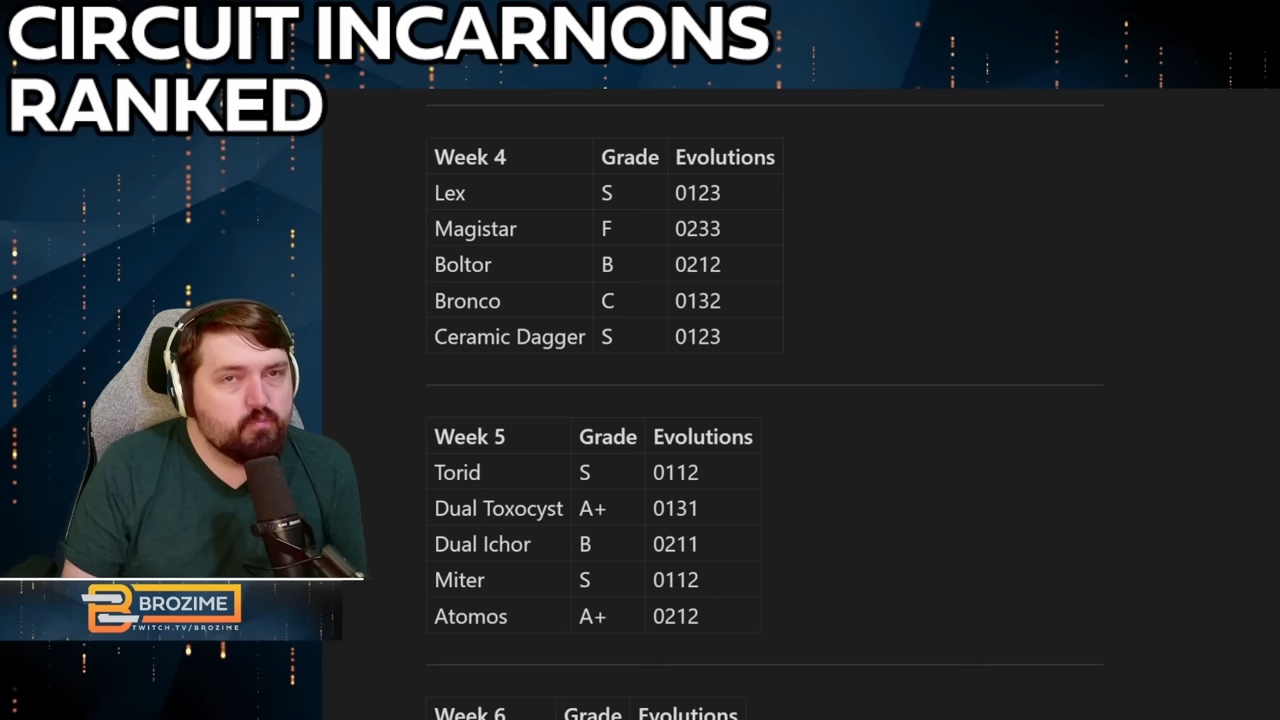 CIRCUIT INCARNONS
RANKED
Week 4 Grade Evolutions
Lex S 0123
Magistar F 0233
Boltor B 0212
Bronco C 0132
Ceramic Dagger S 0123
Week 5 Grade Evolutions
Torid S 0112
Dual Toxocyst A+ 0131
Dual Ichor B 0211
Miter S 0112
Atomos A+ 0212
Week 6 Grade Evolutions
BROZIME
TWITCH.TV/BROZIME